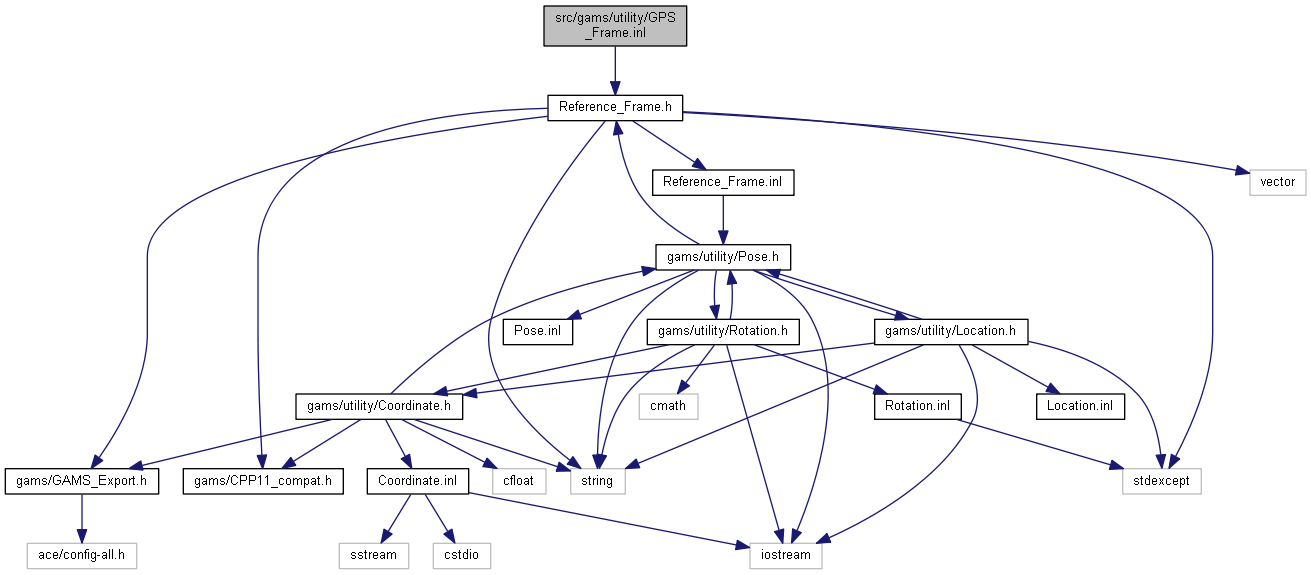 src/gams/utility/GPS
_Frame.inl
Reference_Frame.h
Reference_Frame.inl
vector
gams/utility/Pose.h
Pose.inl
gams/utility/Rotation.h
gams/utility/Location.h
gams/utility/Coordinate.h
cmath
Rotation.inl
Location.inl
gams/GAMS_Export.h
gams/CPP11_compat.h
Coordinate.inl
cfloat
string
stdexcept
ace/config-all.h
sstream
cstdio
iostream